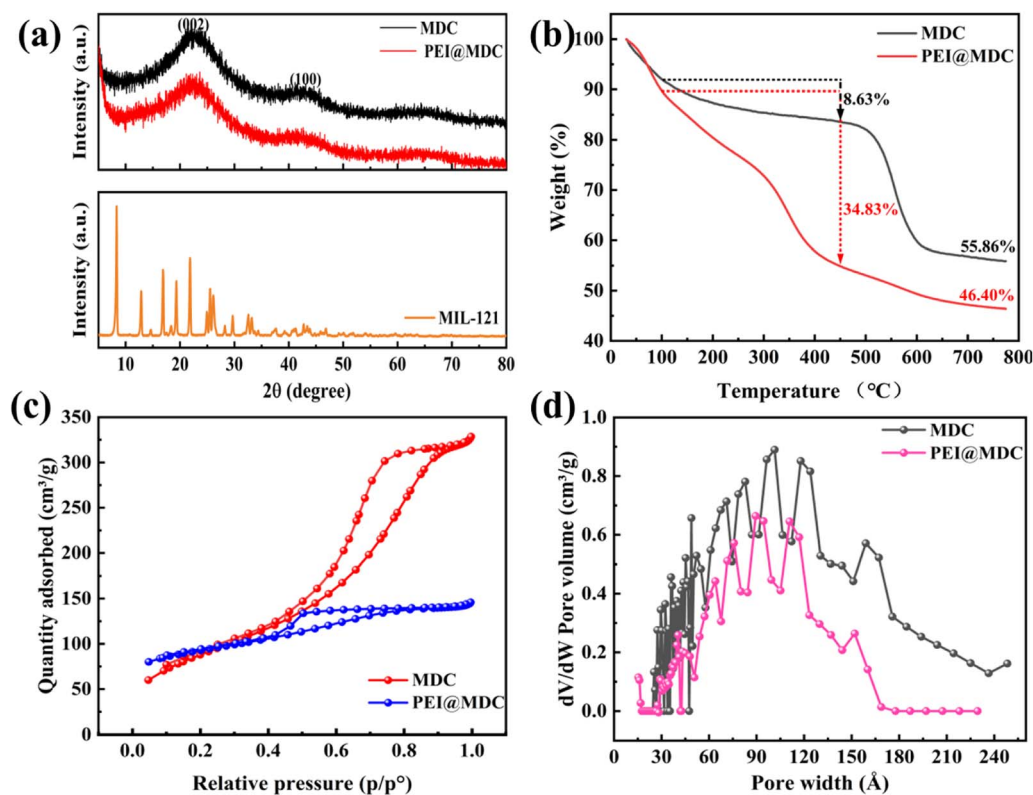 (a)
MDC
PEI@MDC
(002)
(100)
Intensity (a.u.)
MIL-121
Intensity (a.u.)
10 20 30 40 50 60 70 80
2θ (degree)
(b)
MDC
PEI@MDC
8.63%
34.83%
55.86%
46.40%
100
90
80
70
60
50
40
Weight (%)
0 100 200 300 400 500 600 700 800
Temperature （°C）
(c)
350
300
250
200
150
100
50
0
Quantity adsorbed (cm³/g)
MDC
PEI@MDC
0.0 0.2 0.4 0.6 0.8 1.0
Relative pressure (p/p°)
(d)
1.0
0.8
0.6
0.4
0.2
0.0
dV/dW Pore volume (cm³/g)
MDC
PEI@MDC
0 30 60 90 120 150 180 210 240
Pore width (Å)